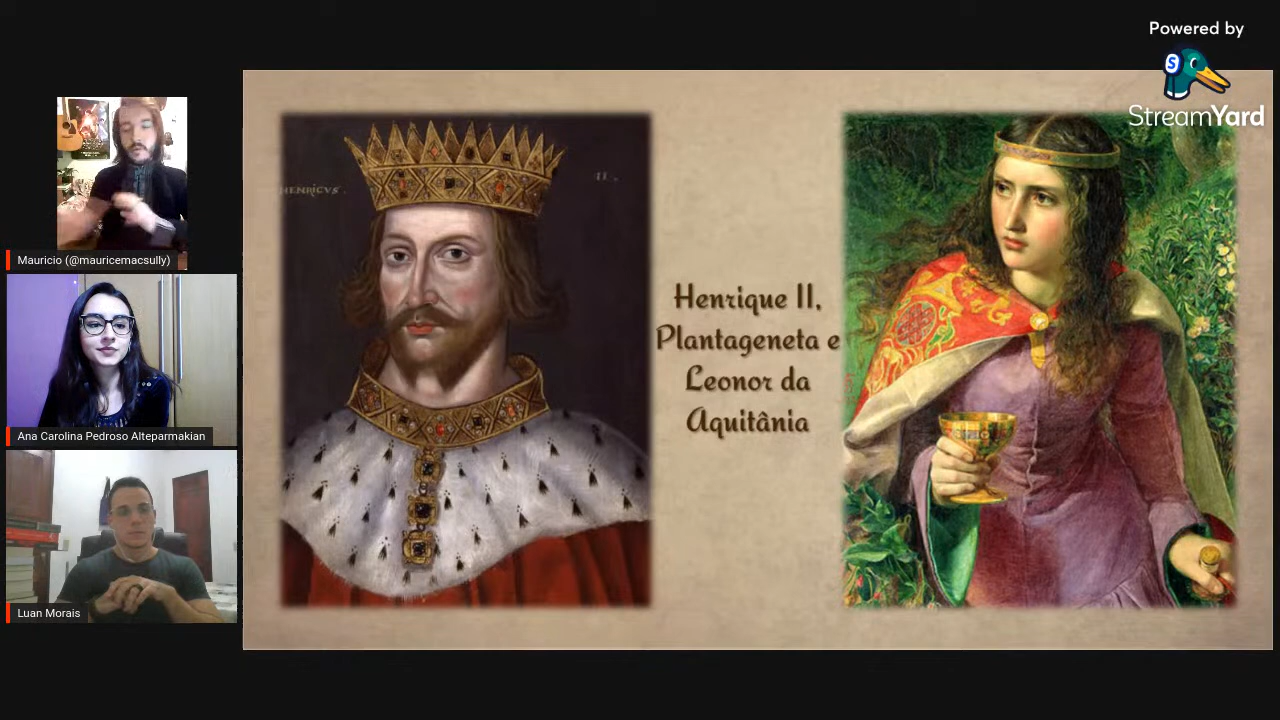 Powered by
StreamYard
S
HENRICVS .
II .
Henrique II,
Plantageneta e
Leonor da
Aquitânia
Mauricio (@mauricemacsully)
Ana Carolina Pedroso Alteparmakian
Luan Morais